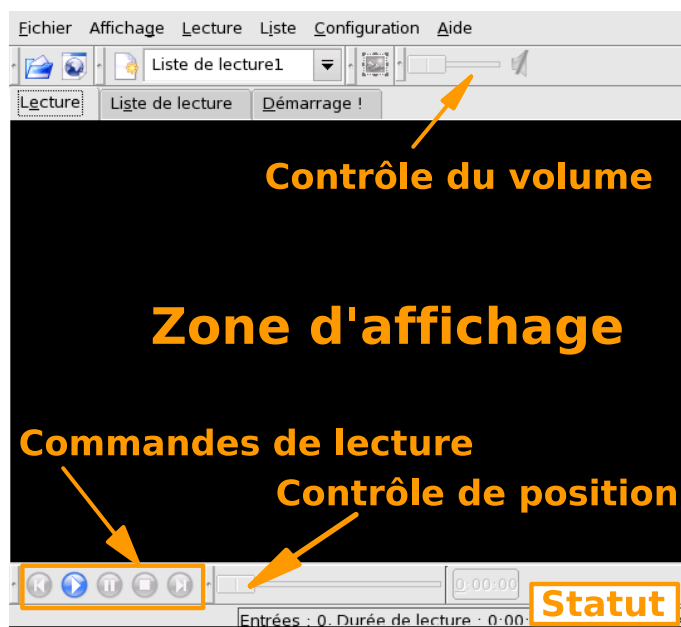 Fichier Affichage Lecture Liste Configuration Aide
Liste de lecture1
Lecture Liste de lecture Démarrage !
Contrôle du volume
Zone d'affichage
Commandes de lecture
Contrôle de position
0:00:00
Entrées : 0, Durée de lecture : 0:00:
Statut